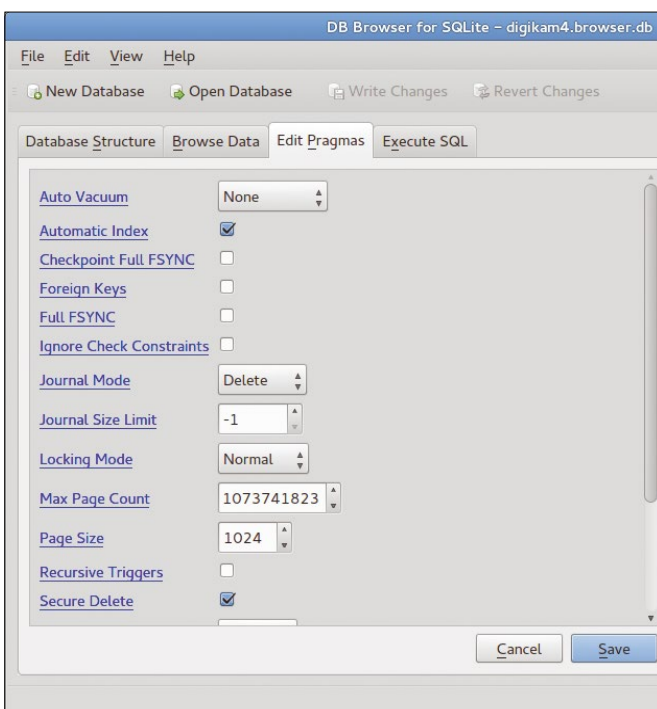 DB Browser for SQLite – digikam4.browser.db
File Edit View Help
New Database Open Database Write Changes Revert Changes
Database Structure Browse Data Edit Pragmas Execute SQL
Auto Vacuum None
Automatic Index
Checkpoint Full FSYNC
Foreign Keys
Full FSYNC
Ignore Check Constraints
Journal Mode Delete
Journal Size Limit -1
Locking Mode Normal
Max Page Count 1073741823
Page Size 1024
Recursive Triggers
Secure Delete
Cancel Save